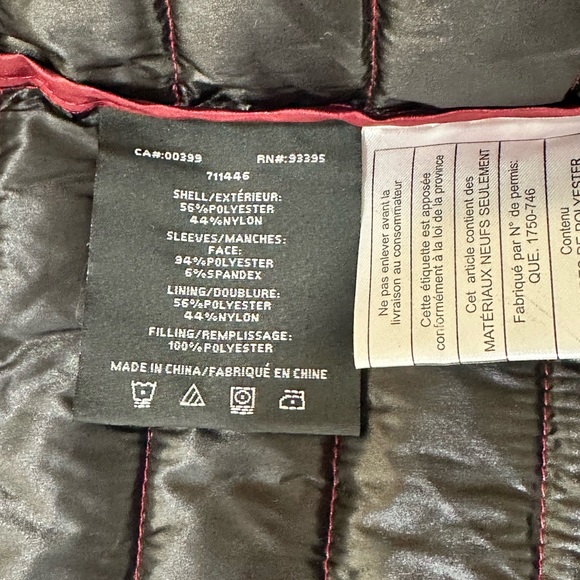 CA#:00399 RN#:93395
711446
SHELL/EXTÉRIEUR:
56%POLYESTER
44%NYLON
SLEEVES/MANCHES:
FACE:
94%POLYESTER
6%SPANDEX
LINING/DOUBLURE:
56%POLYESTER
44%NYLON
FILLING/REMPLISSAGE:
100%POLYESTER
MADE IN CHINA/FABRIQUÉ EN CHINE
Ne pas enlever avant la
livraison au consommateur
Cette étiquette est apposée
conformément à la loi de la province
Cet article contient des
MATERIAUX NEUFS SEULEMENT
Fabriqué par N° de permis:
QUE. 1750-746
Contenu
DE POLYESTER